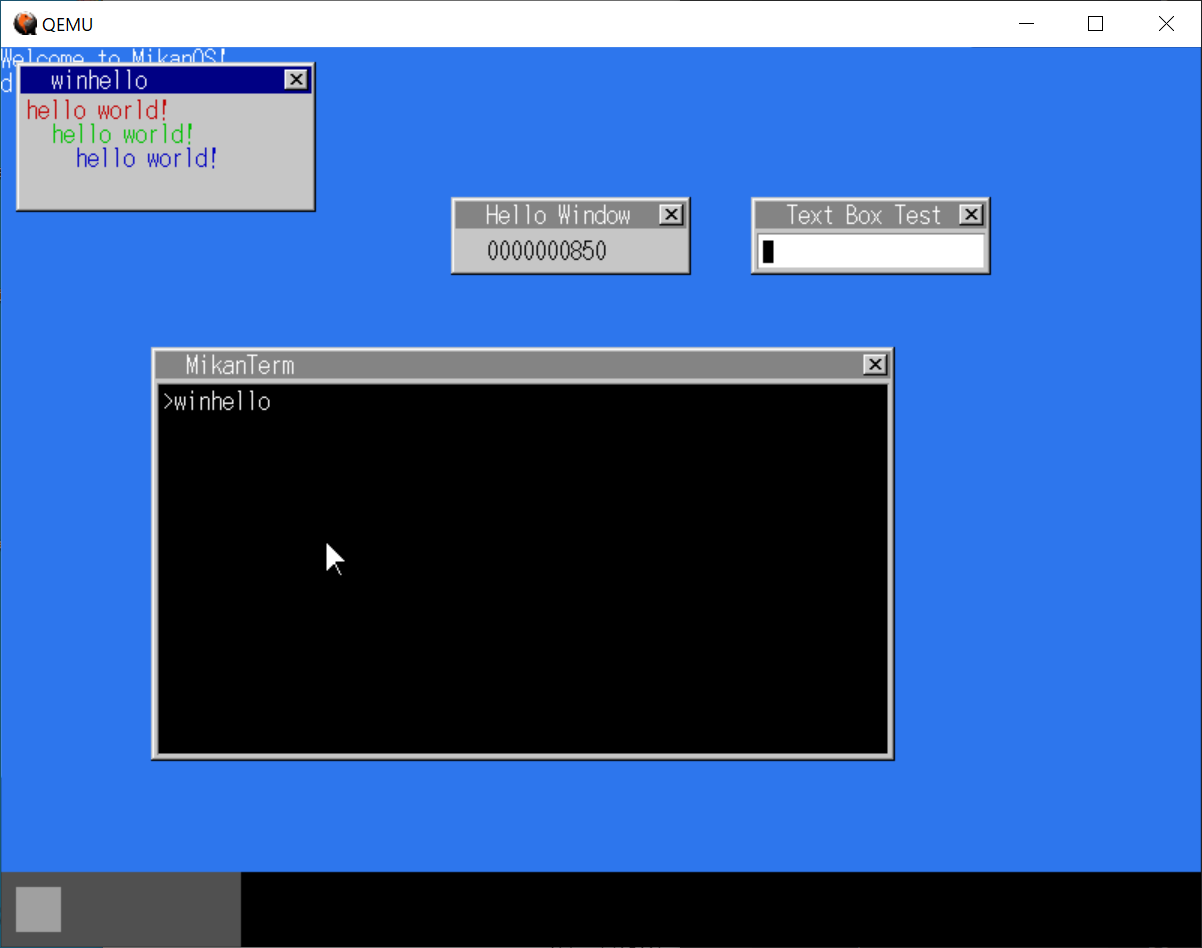 QEMU
Welcome to MikanOS!
d
winhello
hello world!
hello world!
hello world!
Hello Window
0000000850
Text Box Test
MikanTerm
>winhello